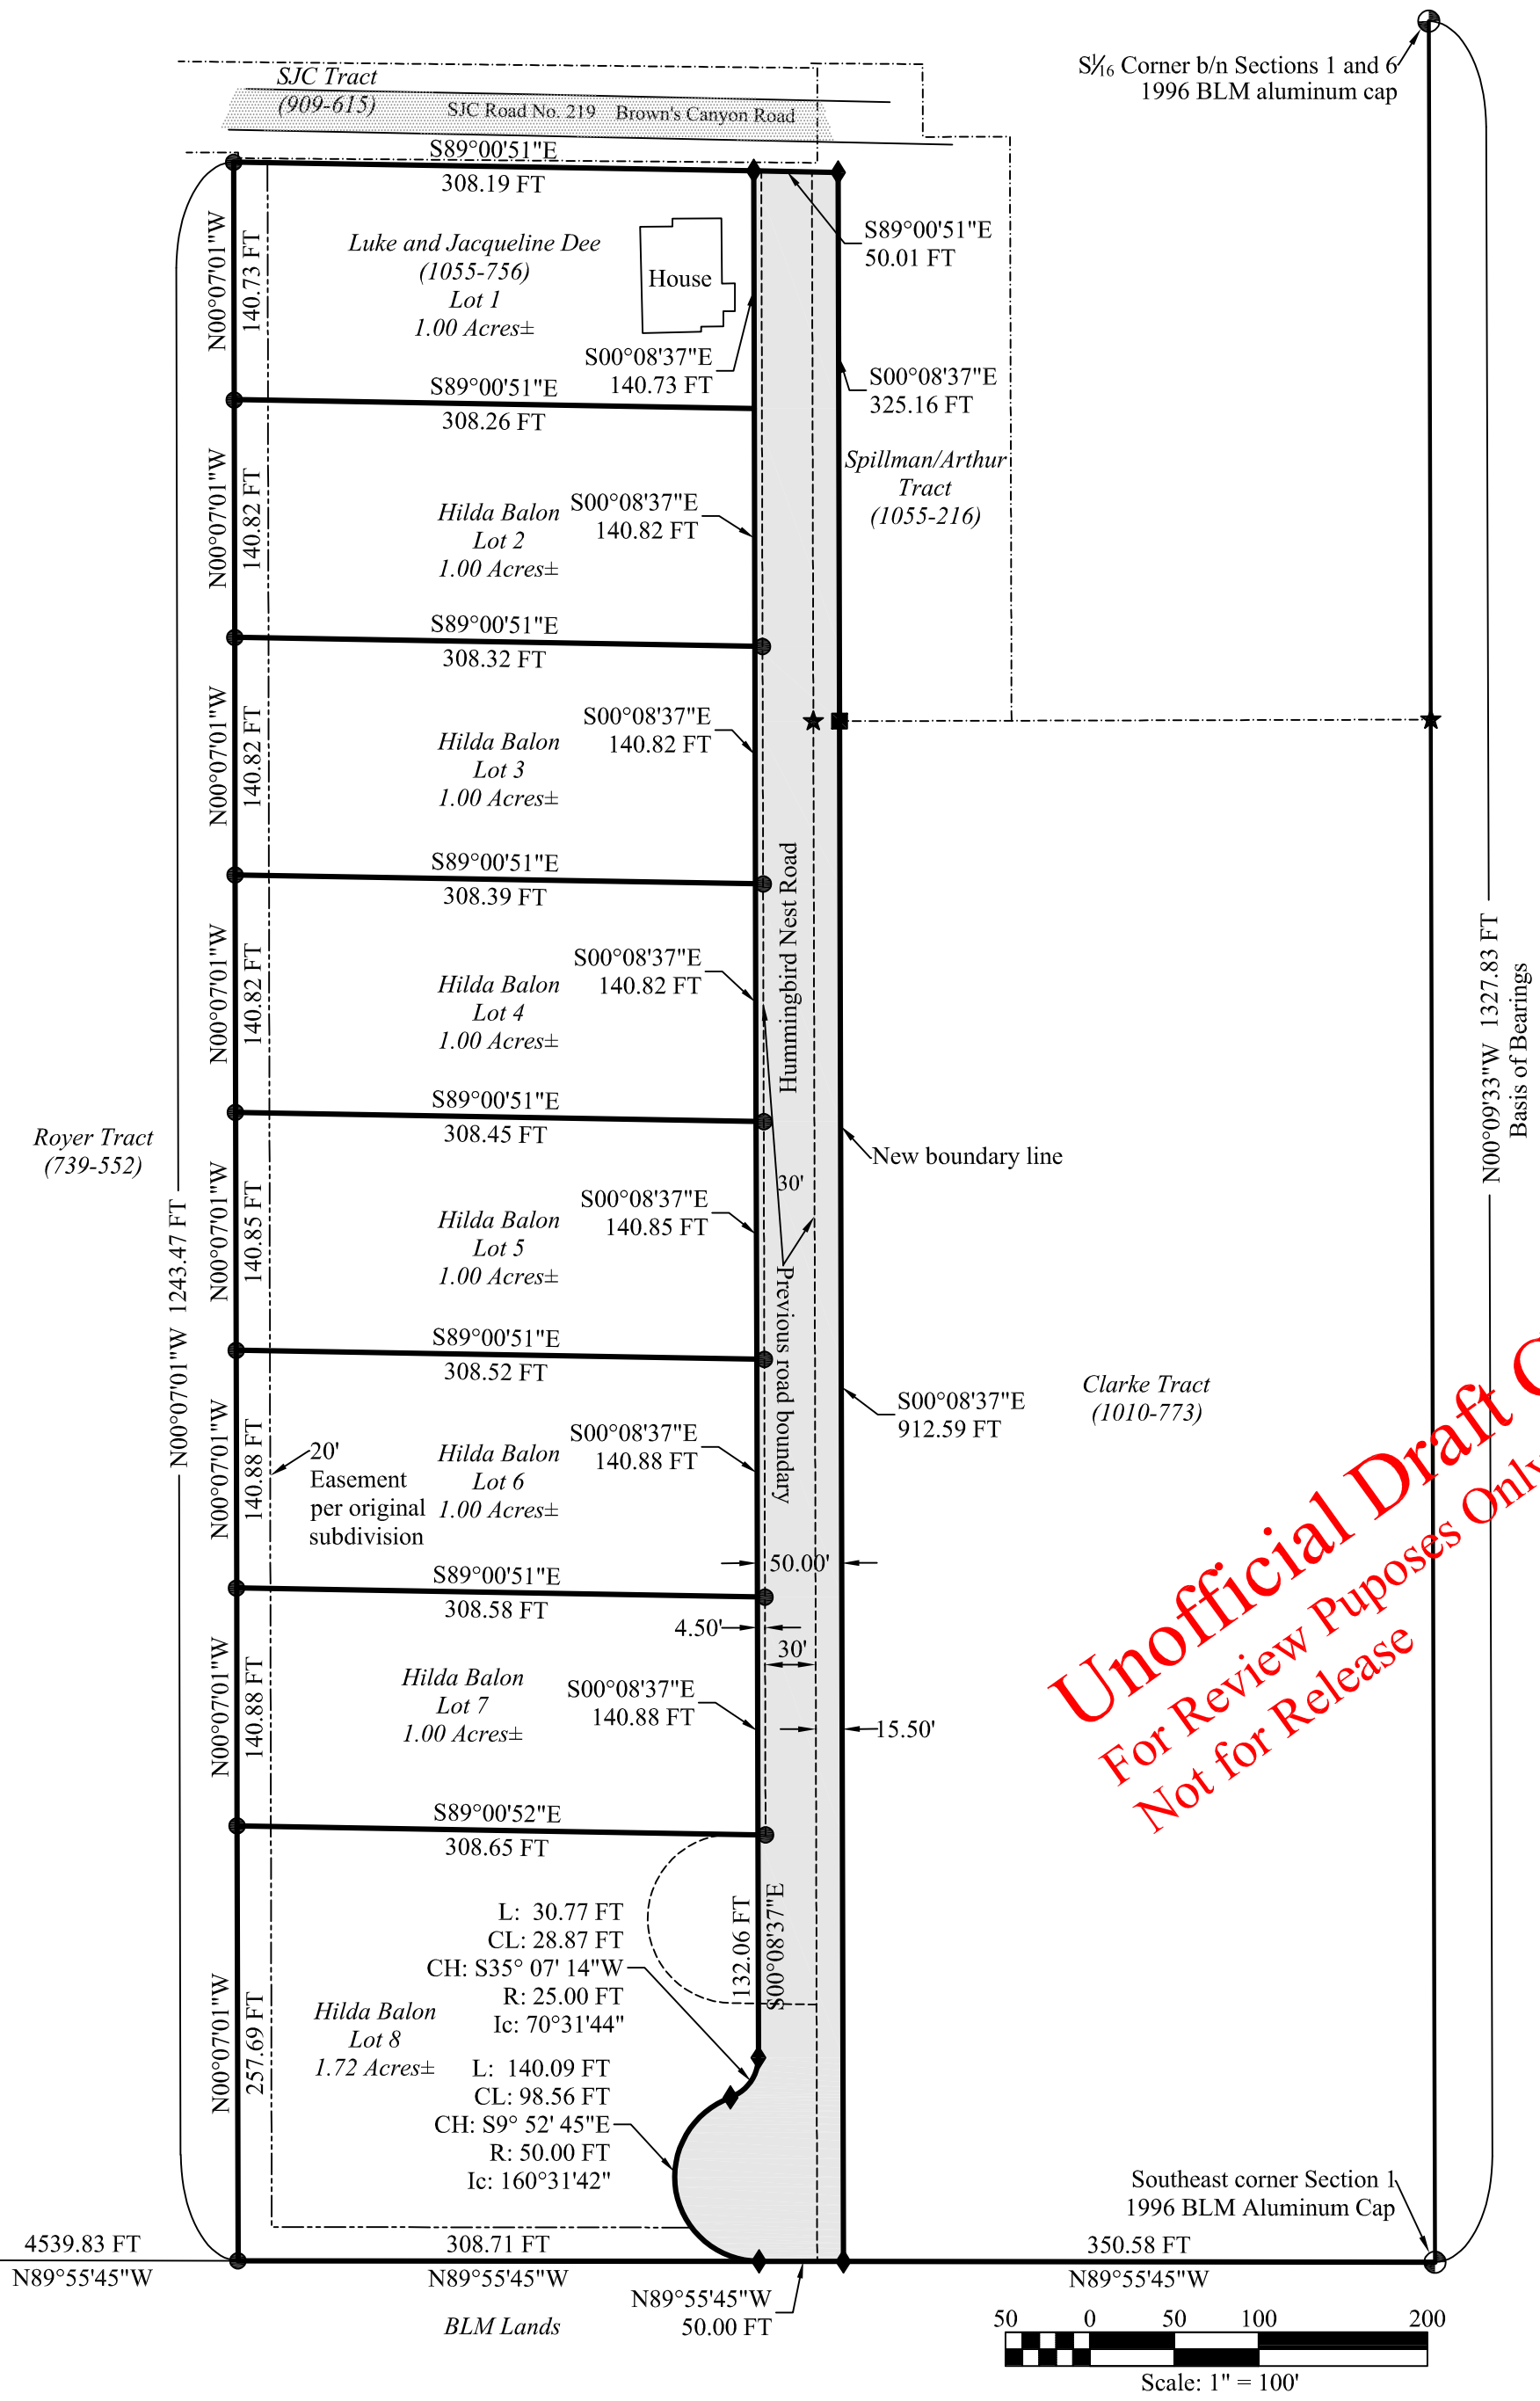 SJC Tract
(909-615)
SJC Road No. 219 Brown's Canyon Road
S1⁄16 Corner b/n Sections 1 and 6
1996 BLM aluminum cap
S89°00'51"E
308.19 FT
S89°00'51"E
50.01 FT
N00°07'01"W
140.73 FT
Luke and Jacqueline Dee
(1055-756)
Lot 1
1.00 Acres±
House
S00°08'37"E
140.73 FT
S00°08'37"E
325.16 FT
S89°00'51"E
308.26 FT
Spillman/Arthur
Tract
(1055-216)
N00°07'01"W
140.82 FT
Hilda Balon
Lot 2
1.00 Acres±
S00°08'37"E
140.82 FT
S89°00'51"E
308.32 FT
N00°07'01"W
140.82 FT
Hilda Balon
Lot 3
1.00 Acres±
S00°08'37"E
140.82 FT
S89°00'51"E
308.39 FT
Hummingbird Nest Road
N00°07'01"W
140.82 FT
Hilda Balon
Lot 4
1.00 Acres±
S00°08'37"E
140.82 FT
N00°09'33"W 1327.83 FT
Basis of Bearings
S89°00'51"E
308.45 FT
Royer Tract
(739-552)
New boundary line
30'
N00°07'01"W 1243.47 FT
N00°07'01"W
140.85 FT
Hilda Balon
Lot 5
1.00 Acres±
S00°08'37"E
140.85 FT
Previous road boundary
S89°00'51"E
308.52 FT
S00°08'37"E
912.59 FT
Clarke Tract
(1010-773)
N00°07'01"W
140.88 FT
20'
Easement
per original
subdivision
Hilda Balon
Lot 6
1.00 Acres±
S00°08'37"E
140.88 FT
50.00'
S89°00'51"E
308.58 FT
4.50'
30'
15.50'
N00°07'01"W
140.88 FT
Hilda Balon
Lot 7
1.00 Acres±
S00°08'37"E
140.88 FT
Unofficial Draft
For Review Puposes Only
Not for Release
S89°00'52"E
308.65 FT
132.06 FT
S00°08'37"E
L: 30.77 FT
CL: 28.87 FT
CH: S35° 07' 14"W
R: 25.00 FT
Ic: 70°31'44"
N00°07'01"W
257.69 FT
Hilda Balon
Lot 8
1.72 Acres±
L: 140.09 FT
CL: 98.56 FT
CH: S9° 52' 45"E
R: 50.00 FT
Ic: 160°31'42"
Southeast corner Section 1
1996 BLM Aluminum Cap
4539.83 FT
N89°55'45"W
308.71 FT
N89°55'45"W
350.58 FT
N89°55'45"W
N89°55'45"W
50.00 FT
BLM Lands
50 0 50 100 200
Scale: 1" = 100'